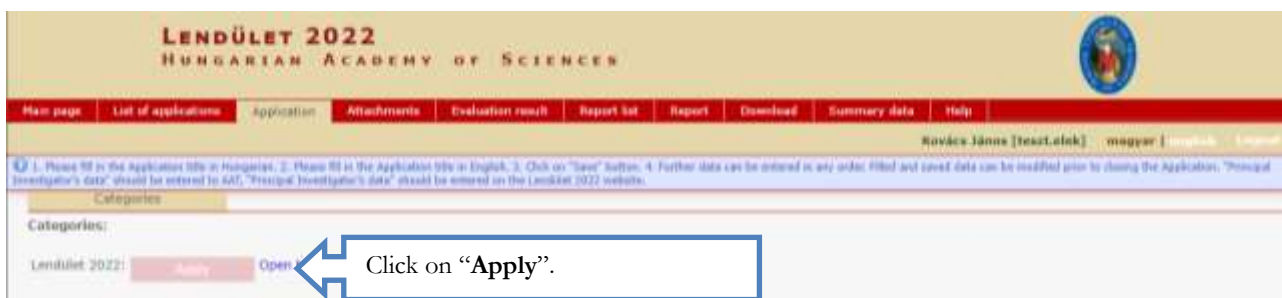 LENDÜLET 2022
HUNGARIAN ACADEMY OF SCIENCES
Main page List of applications Application Attachments Evaluation result Report list Report Download Summary data Help
Kovács János [teszt.elek] magyar | english Logout
1. Please fill in the Application title in Hungarian. 2. Please fill in the Application title in English. 3. Click on "Save" button. 4. Further data can be entered in any order. Filled and saved data can be modified prior to closing the Application. "Principal
Investigator's data" should be entered to AAT, "Principal Investigator's data" should be entered on the Lendület 2022 website.
Categories
Categories:
Lendület 2022: Apply Open
Click on “Apply”.